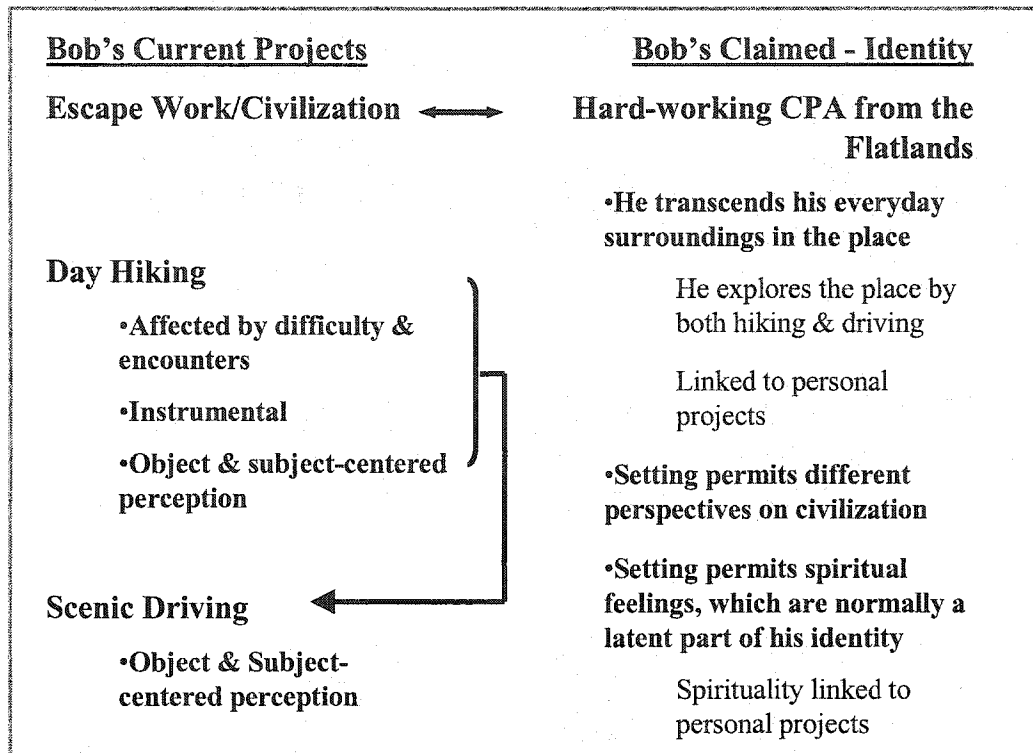 Bob's Current Projects
Escape Work/Civilization
Day Hiking
•Affected by difficulty &
encounters
•Instrumental
•Object & subject-centered
perception
Scenic Driving
•Object & Subject-
centered perception
Bob's Claimed - Identity
Hard-working CPA from the
Flatlands
•He transcends his everyday
surroundings in the place
He explores the place by
both hiking & driving
Linked to personal
projects
•Setting permits different
perspectives on civilization
•Setting permits spiritual
feelings, which are normally a
latent part of his identity
Spirituality linked to
personal projects